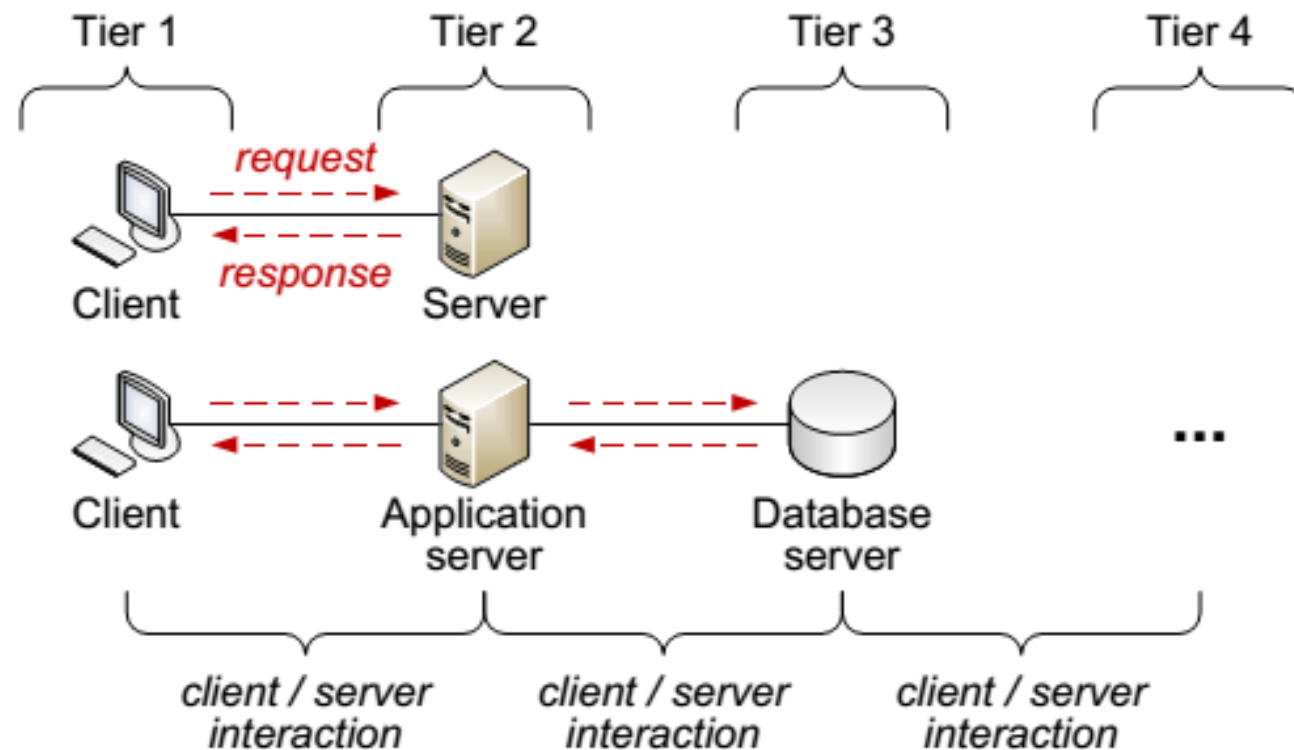 Tier 1
Tier 2
Tier 3
Tier 4
request
response
Client
Server
Client
Application
server
Database
server
...
client / server
interaction
client / server
interaction
client / server
interaction